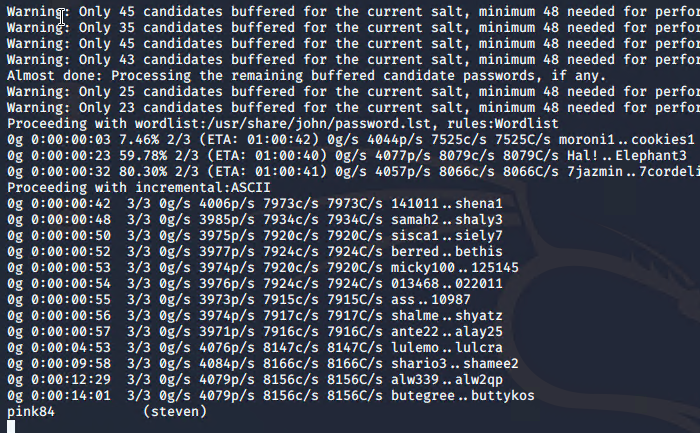 Warning: Only 45 candidates buffered for the current salt, minimum 48 needed for perfor
Warning: Only 35 candidates buffered for the current salt, minimum 48 needed for perfor
Warning: Only 45 candidates buffered for the current salt, minimum 48 needed for perfor
Warning: Only 43 candidates buffered for the current salt, minimum 48 needed for perfor
Almost done: Processing the remaining buffered candidate passwords, if any.
Warning: Only 25 candidates buffered for the current salt, minimum 48 needed for perfor
Warning: Only 23 candidates buffered for the current salt, minimum 48 needed for perfor
Proceeding with wordlist:/usr/share/john/password.lst, rules:Wordlist
0g 0:00:00:03 7.46% 2/3 (ETA: 01:00:42) 0g/s 4044p/s 7525c/s 7525C/s moroni1..cookies1
0g 0:00:00:23 59.78% 2/3 (ETA: 01:00:40) 0g/s 4077p/s 8079c/s 8079C/s Hal!..Elephant3
0g 0:00:00:32 80.30% 2/3 (ETA: 01:00:41) 0g/s 4057p/s 8066c/s 8066C/s 7jazmin..7cordeli
Proceeding with incremental:ASCII
0g 0:00:00:42  3/3 0g/s 4006p/s 7973c/s 7973C/s 141011..shena1
0g 0:00:00:48  3/3 0g/s 3985p/s 7934c/s 7934C/s samah2..shaly3
0g 0:00:00:50  3/3 0g/s 3975p/s 7920c/s 7920C/s sisca1..siely7
0g 0:00:00:52  3/3 0g/s 3977p/s 7924c/s 7924C/s berred..bethis
0g 0:00:00:53  3/3 0g/s 3974p/s 7920c/s 7920C/s micky100..125145
0g 0:00:00:54  3/3 0g/s 3976p/s 7924c/s 7924C/s 013468..022011
0g 0:00:00:55  3/3 0g/s 3973p/s 7915c/s 7915C/s ass..10987
0g 0:00:00:56  3/3 0g/s 3974p/s 7917c/s 7917C/s shalme..shyatz
0g 0:00:00:57  3/3 0g/s 3971p/s 7916c/s 7916C/s ante22..alay25
0g 0:00:04:53  3/3 0g/s 4076p/s 8147c/s 8147C/s lulemo..lulcra
0g 0:00:09:58  3/3 0g/s 4084p/s 8166c/s 8166C/s shario3..shamee2
0g 0:00:12:29  3/3 0g/s 4079p/s 8156c/s 8156C/s alw339..alw2qp
0g 0:00:14:01  3/3 0g/s 4079p/s 8156c/s 8156C/s butegree..buttykos
pink84           (steven)